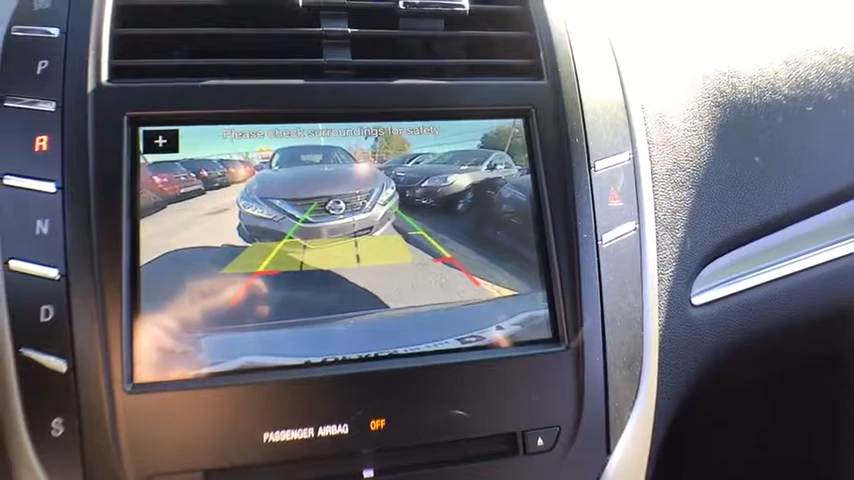 Please check surroundings for safety
P
R
N
D
S
PASSENGER AIRBAG OFF